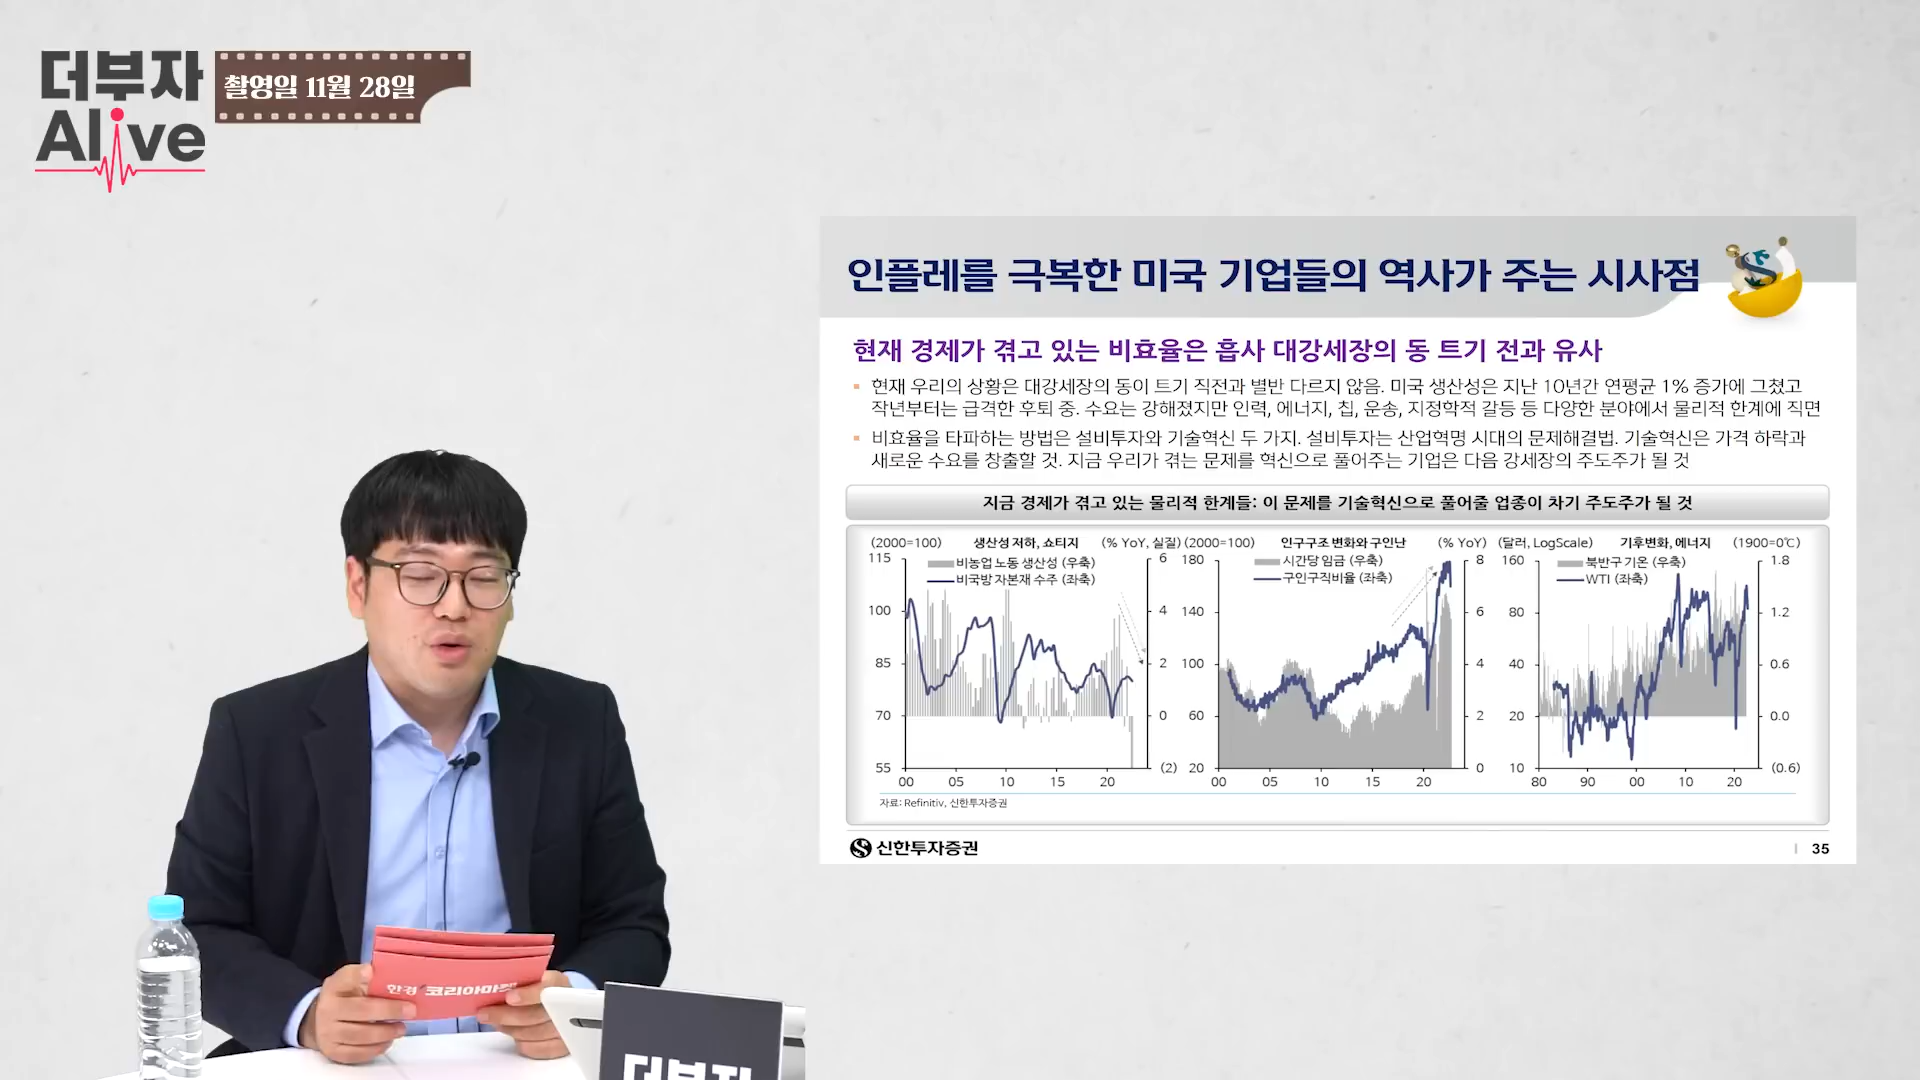 더부자
Alive
촬영일 11월 28일
인플레를 극복한 미국 기업들의 역사가 주는 시사점
현재 경제가 겪고 있는 비효율은 흡사 대강세장의 동 트기 전과 유사
현재 우리의 상황은 대강세장의 동이 트기 직전과 별반 다르지 않음. 미국 생산성은 지난 10년간 연평균 1% 증가에 그쳤고
작년부터는 급격한 후퇴 중. 수요는 강해졌지만 인력, 에너지, 칩, 운송, 지정학적 갈등 등 다양한 분야에서 물리적 한계에 직면
비효율을 타파하는 방법은 설비투자와 기술혁신 두 가지. 설비투자는 산업혁명 시대의 문제해결법. 기술혁신은 가격 하락과
새로운 수요를 창출할 것. 지금 우리가 겪는 문제를 혁신으로 풀어주는 기업은 다음 강세장의 주도주가 될 것
지금 경제가 겪고 있는 물리적 한계들: 이 문제를 기술혁신으로 풀어줄 업종이 차기 주도주가 될 것
(2000=100) 생산성 저하, 쇼티지 (% YoY, 실질)
비농업 노동 생산성 (우축)
비국방 자본재 수주 (좌축)
115
100
85
70
55
6
4
2
0
(2)
00 05 10 15 20
(2000=100) 인구구조 변화와 구인난 (% YoY)
시간당 임금 (우축)
구인구직비율 (좌축)
180
140
100
60
20
8
6
4
2
0
00 05 10 15 20
(달러, LogScale) 기후변화, 에너지 (1900=0℃)
북반구 기온 (우축)
WTI (좌축)
160
80
40
20
10
1.8
1.2
0.6
0.0
(0.6)
80 90 00 10 20
자료: Refinitiv, 신한투자증권
신한투자증권
35
한경 코리아마켓
더부자